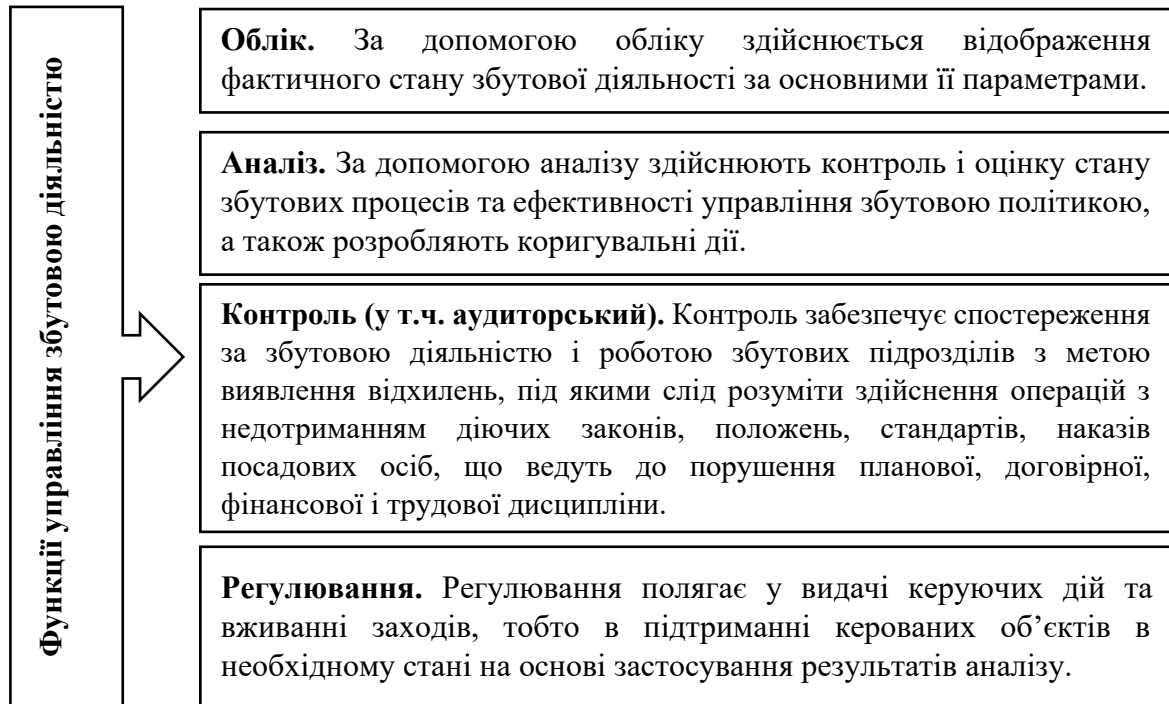 Функції управління збутовою діяльністю
Облік. За допомогою обліку здійснюється відображення
фактичного стану збутової діяльності за основними її параметрами.
Аналіз. За допомогою аналізу здійснюють контроль і оцінку стану
збутових процесів та ефективності управління збутовою політикою,
а також розробляють коригувальні дії.
Контроль (у т.ч. аудиторський). Контроль забезпечує спостереження
за збутовою діяльністю і роботою збутових підрозділів з метою
виявлення відхилень, під якими слід розуміти здійснення операцій з
недотриманням діючих законів, положень, стандартів, наказів
посадових осіб, що ведуть до порушення планової, договірної,
фінансової і трудової дисципліни.
Регулювання. Регулювання полягає у видачі керуючих дій та
вживанні заходів, тобто в підтриманні керованих об’єктів в
необхідному стані на основі застосування результатів аналізу.